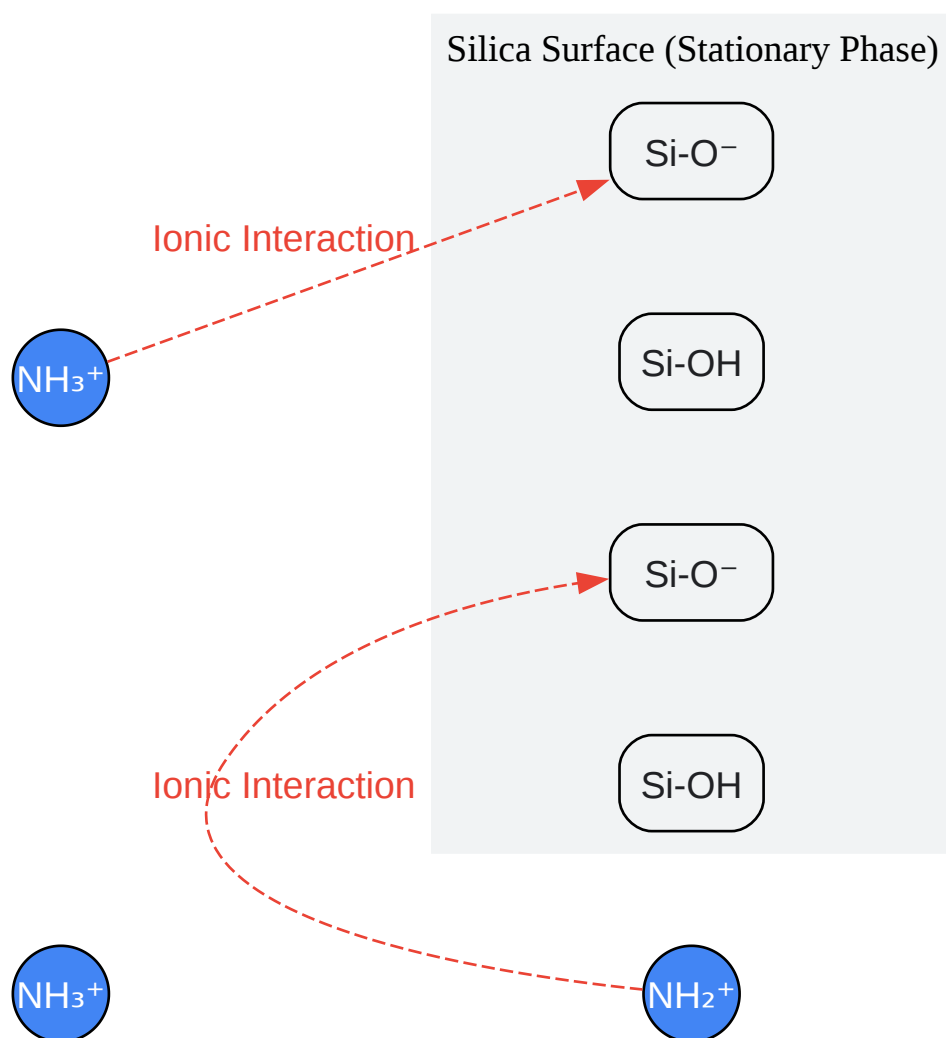 Silica Surface (Stationary Phase)
Si-O⁻
Ionic Interaction
Si-OH
NH₃⁺
Si-O⁻
Ionic Interaction
Si-OH
NH₃⁺
NH₂⁺